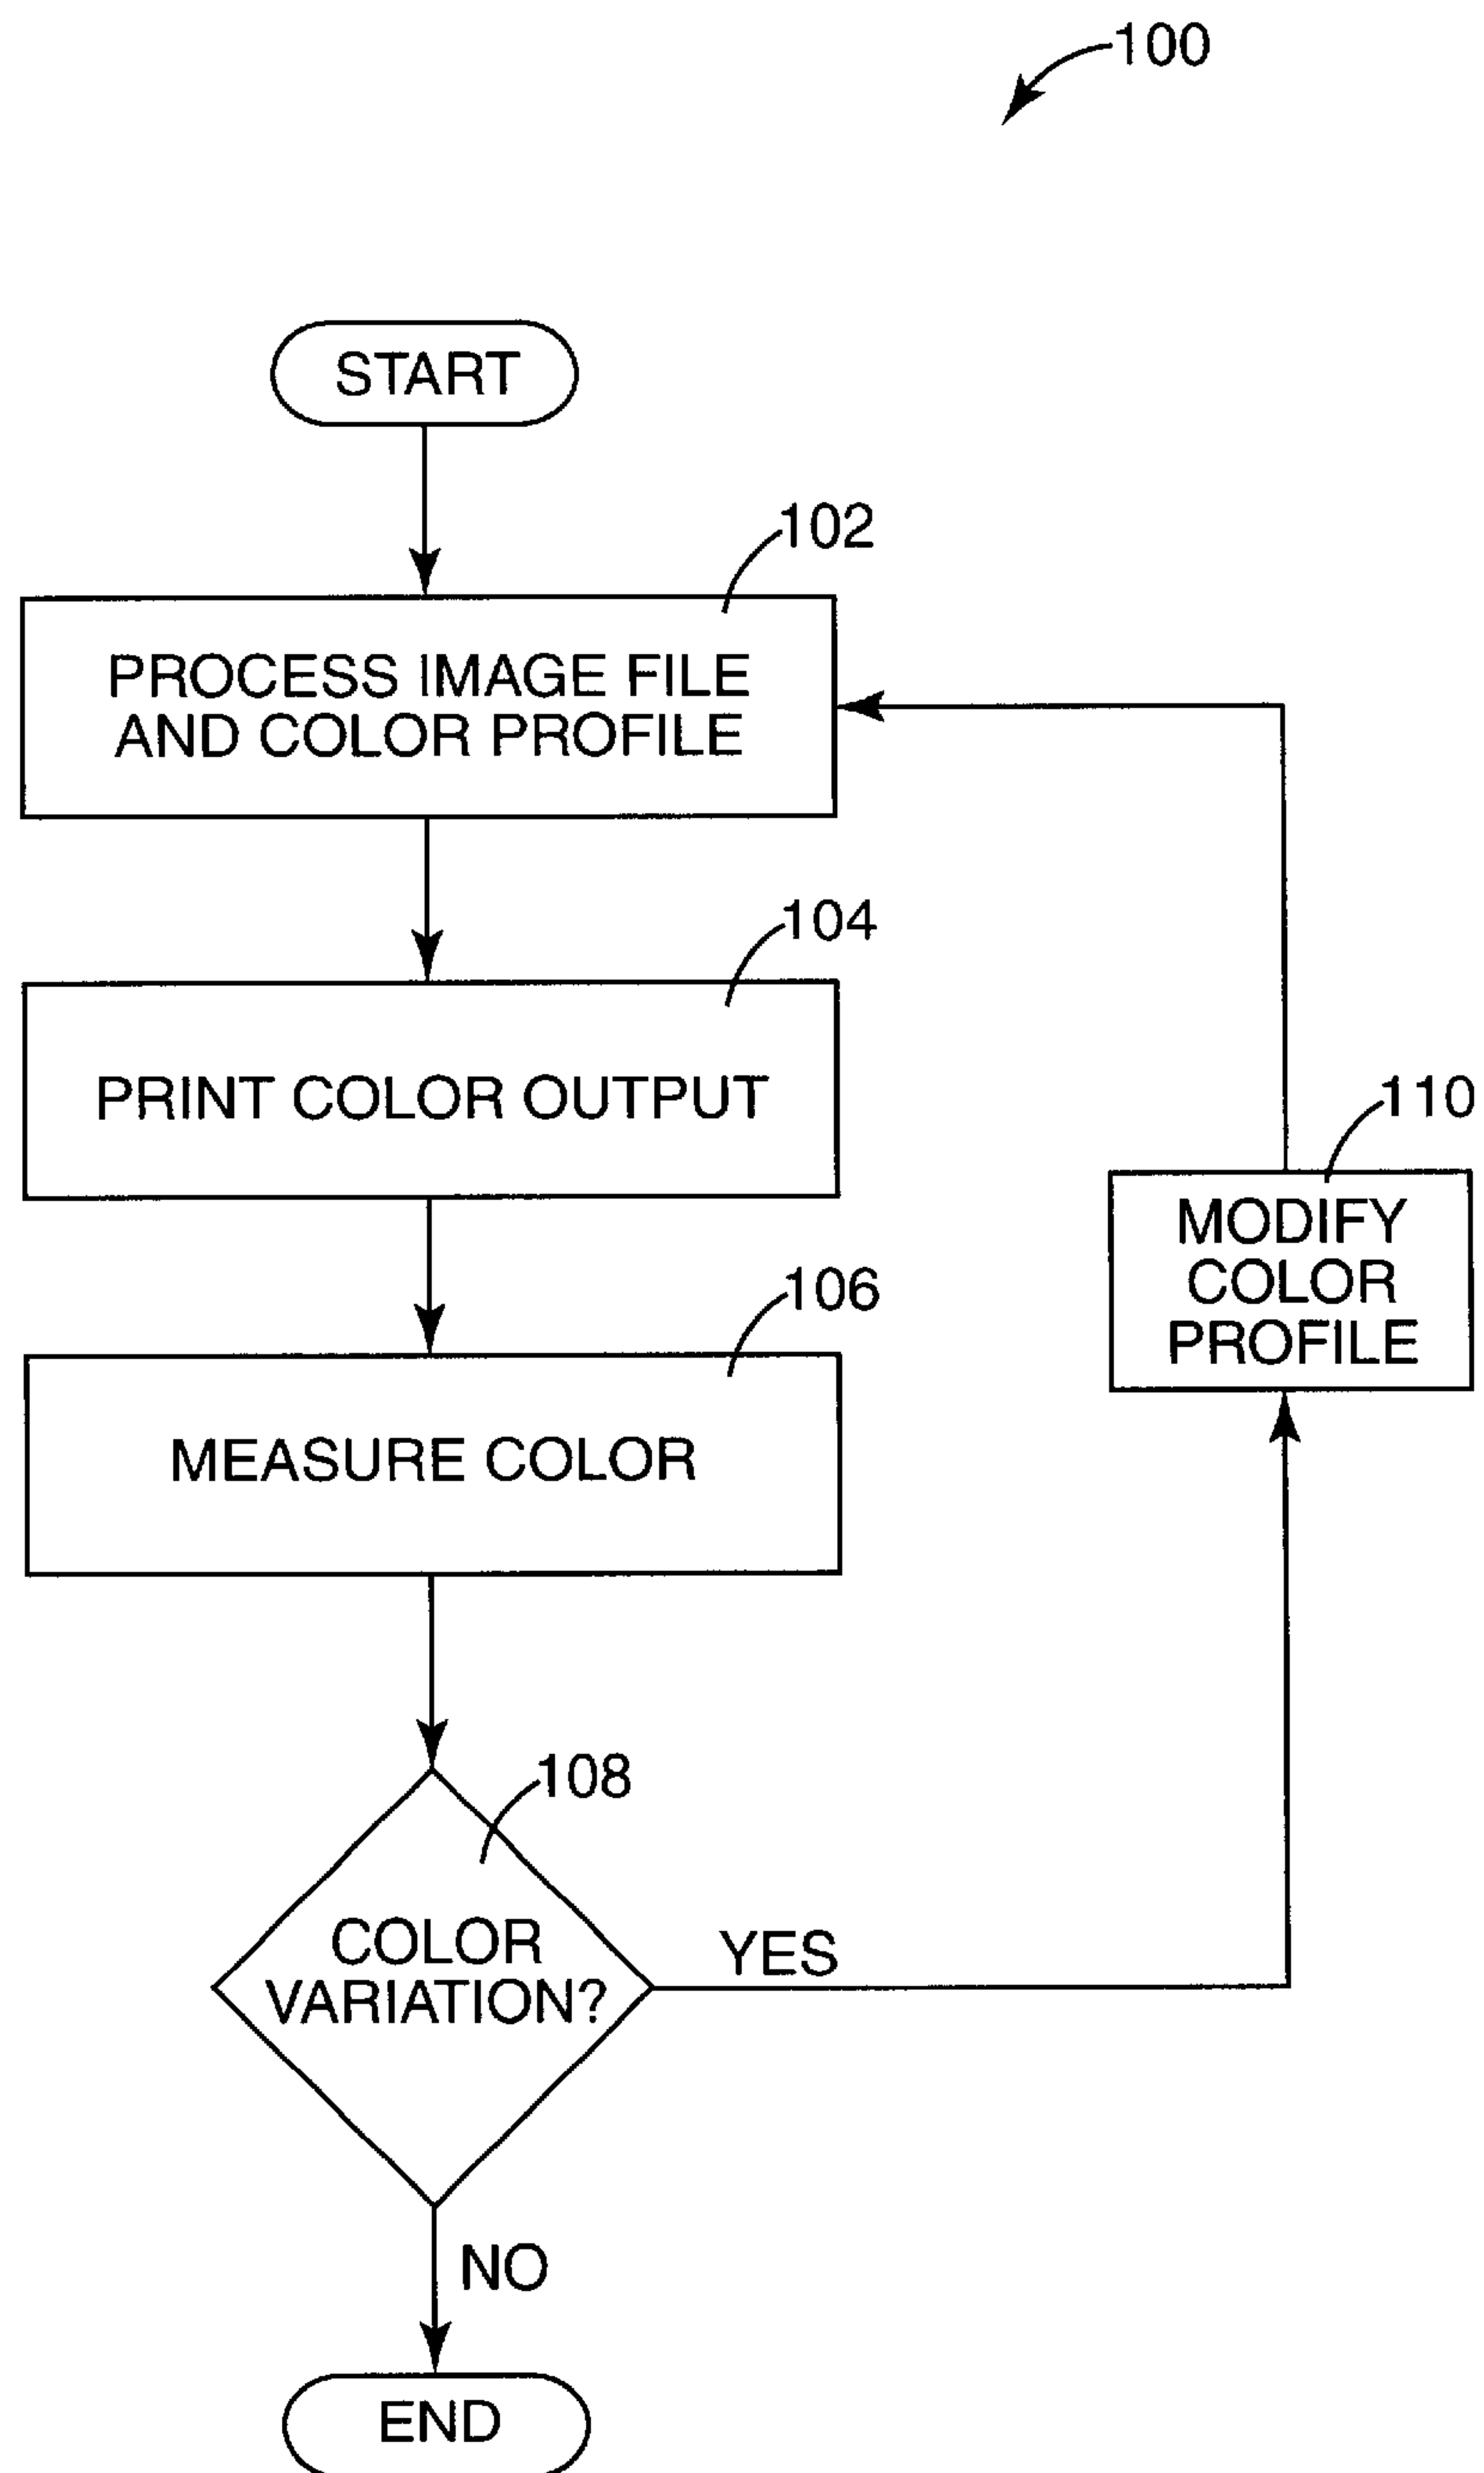 100
START
102
PROCESS IMAGE FILE
AND COLOR PROFILE
104
PRINT COLOR OUTPUT
110
MODIFY
COLOR
PROFILE
106
MEASURE COLOR
108
COLOR
VARIATION?
YES
NO
END